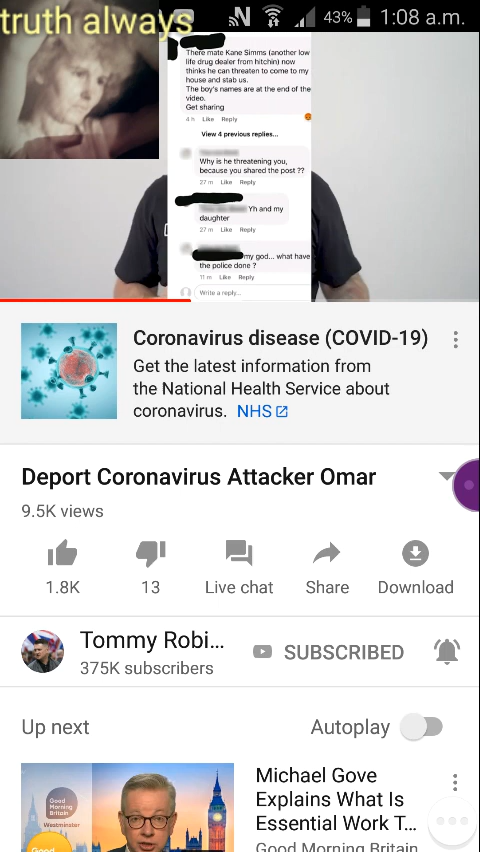 truth always
43% 1:08 a.m.
There mate Kane Simms (another low
life drug dealer from hitchin) now
thinks he can threaten to come to my
house and stab us.
The boy's names are at the end of the
video.
Get sharing
4 h Like Reply
View 4 previous replies...
Why is he threatening you,
because you shared the post ??
27 m Like Reply
Yh and my
daughter
27 m Like Reply
my god... what have
the police done ?
11 m Like Reply
Write a reply...
Coronavirus disease (COVID-19)
Get the latest information from
the National Health Service about
coronavirus. NHS
Deport Coronavirus Attacker Omar
9.5K views
1.8K 13 Live chat Share Download
Tommy Robi...
375K subscribers
SUBSCRIBED
Up next Autoplay
Good
Morning
Britain
Westminster
Good
Michael Gove
Explains What Is
Essential Work T...
Good Morning Britain